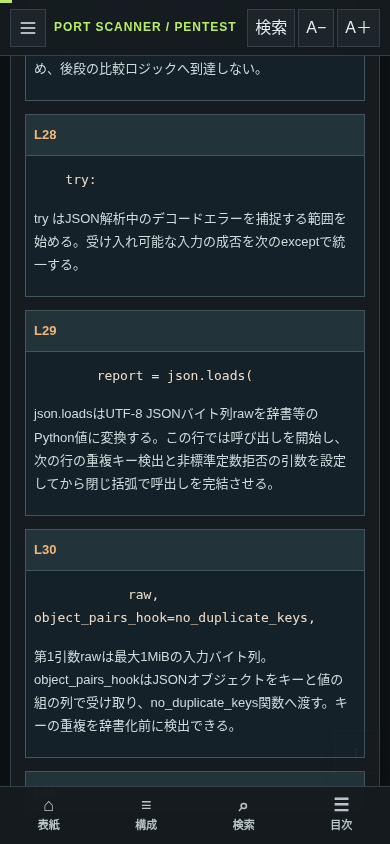 ☰ PORT SCANNER / PENTEST 検索 A− A＋
め、後段の比較ロジックへ到達しない。
L28
try:
try はJSON解析中のデコードエラーを捕捉する範囲を
始める。受け入れ可能な入力の成否を次のexceptで統
一する。
L29
report = json.loads(
json.loadsはUTF-8 JSONバイト列rawを辞書等の
Python値に変換する。この行では呼び出しを開始し、
次の行の重複キー検出と非標準定数拒否の引数を設定
してから閉じ括弧で呼出しを完結させる。
L30
raw,
object_pairs_hook=no_duplicate_keys,
第1引数rawは最大1MiBの入力バイト列。
object_pairs_hookはJSONオブジェクトをキーと値の
組の列で受け取り、no_duplicate_keys関数へ渡す。キ
ーの重複を辞書化前に検出できる。
表紙 構成 検索 目次